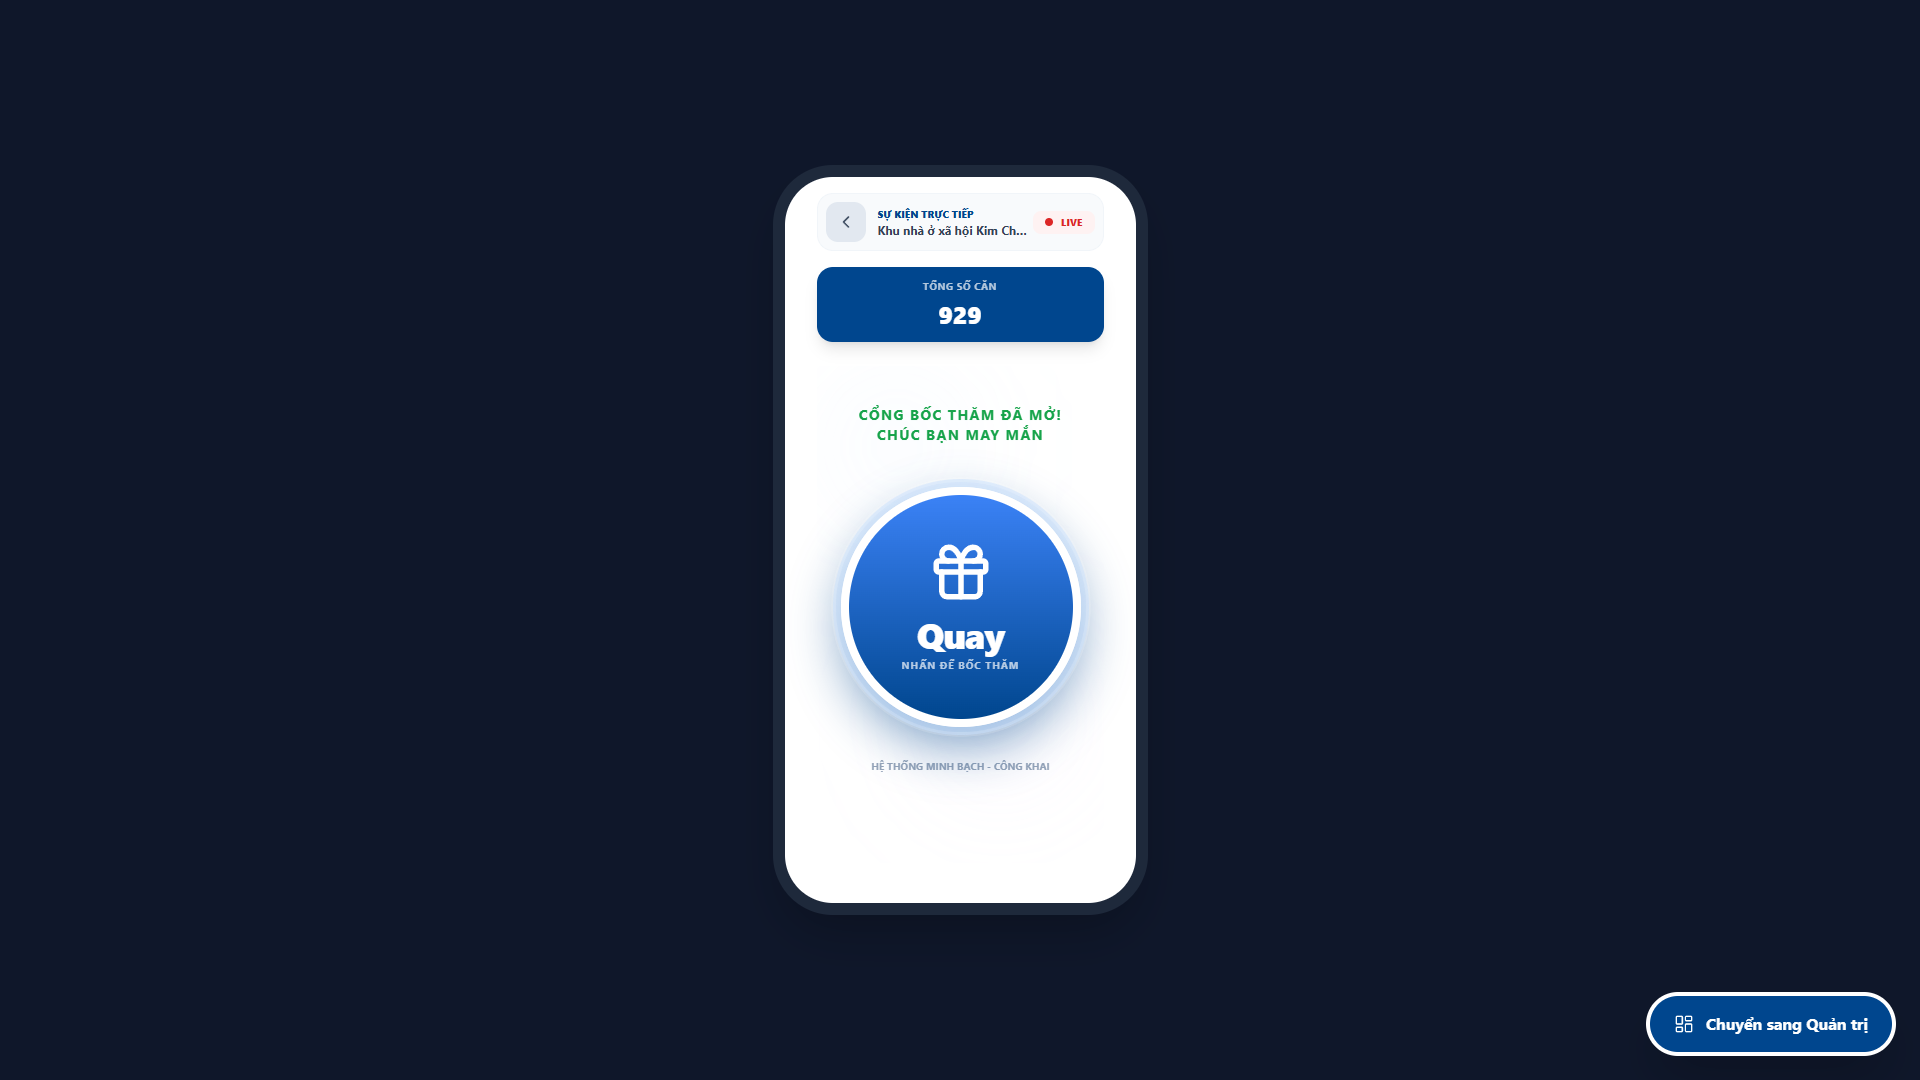 SỰ KIỆN TRỰC TIẾP
Khu nhà ở xã hội Kim Ch...
LIVE
TỔNG SỐ CĂN
929
CỔNG BỐC THĂM ĐÃ MỞ!
CHÚC BẠN MAY MẮN
Quay
NHẤN ĐỂ BỐC THĂM
HỆ THỐNG MINH BẠCH - CÔNG KHAI
Chuyển sang Quản trị